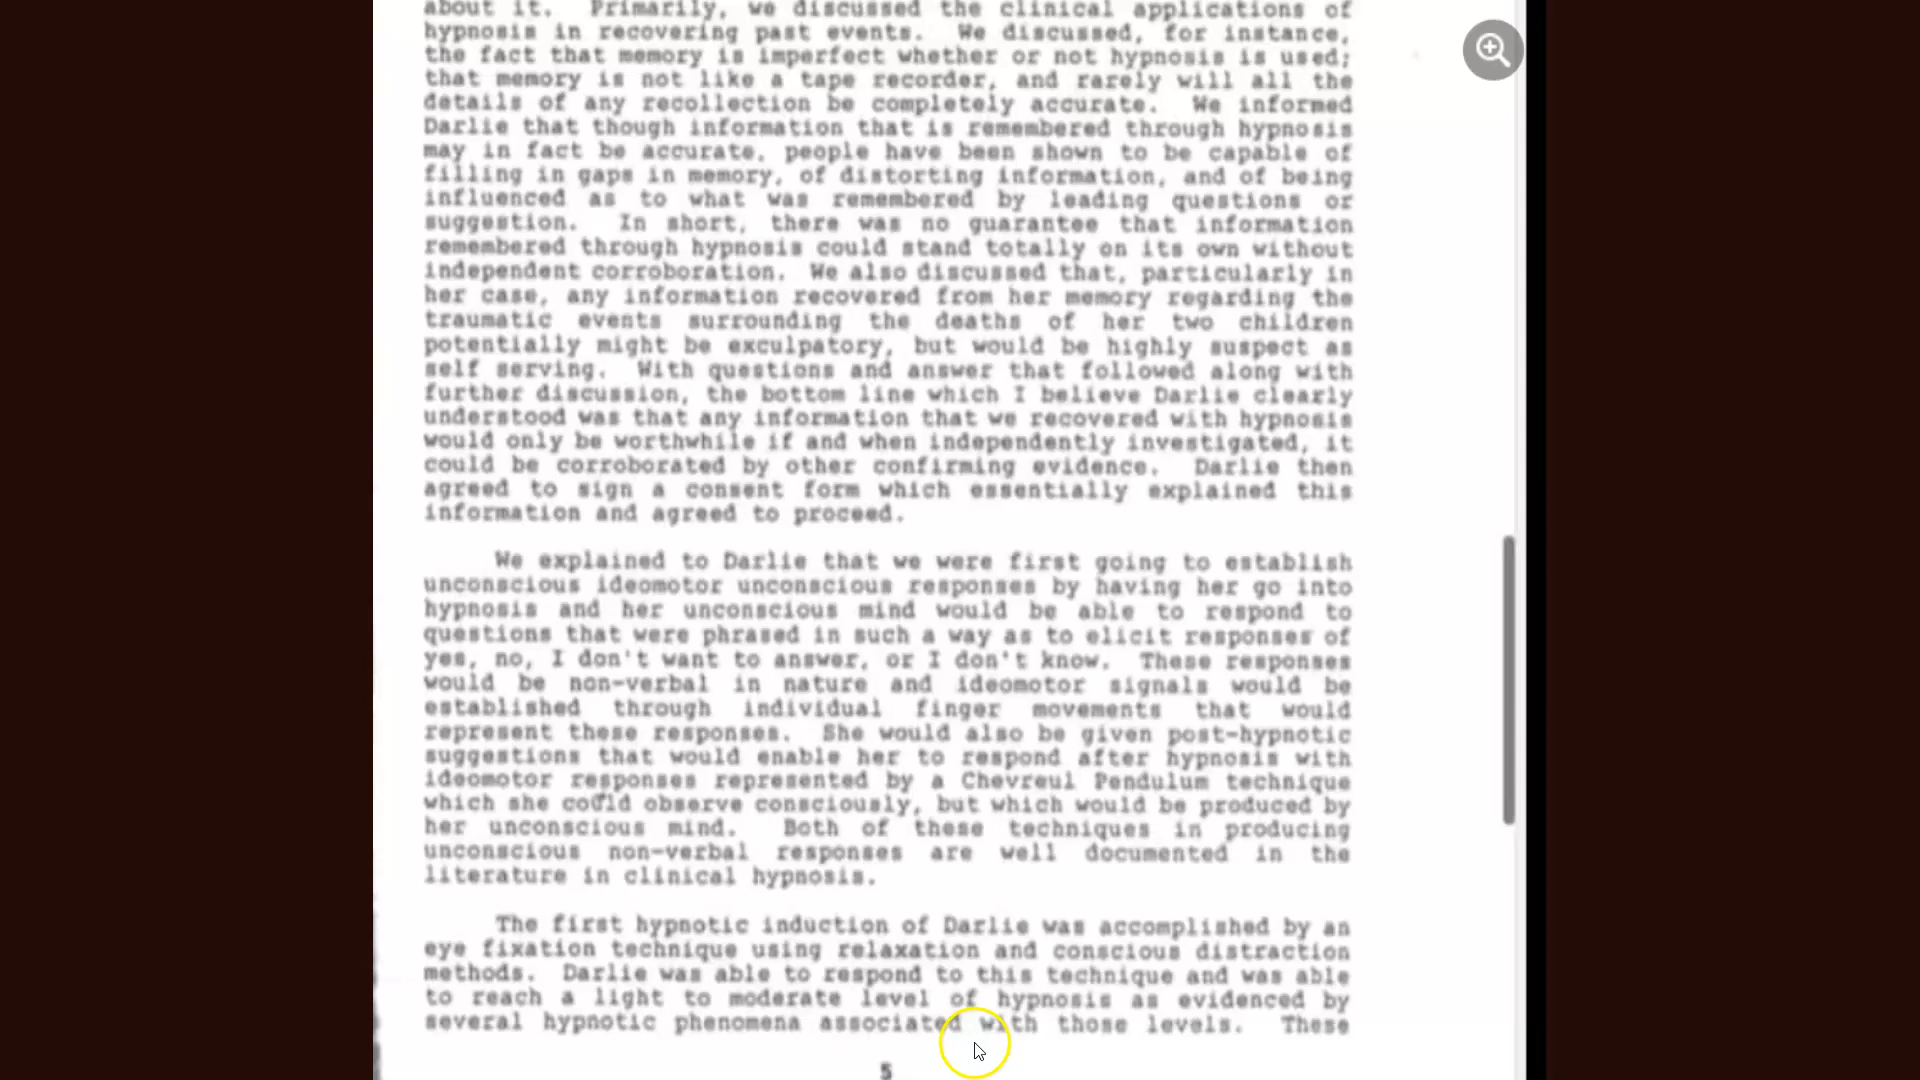 about it. Primarily, we discussed the clinical applications of
hypnosis in recovering past events. We discussed, for instance,
the fact that memory is imperfect whether or not hypnosis is used;
that memory is not like a tape recorder, and rarely will all the
details of any recollection be completely accurate. We informed
Darlie that though information that is remembered through hypnosis
may in fact be accurate, people have been shown to be capable of
filling in gaps in memory, of distorting information, and of being
influenced as to what was remembered by leading questions or
suggestion. In short, there was no guarantee that information
remembered through hypnosis could stand totally on its own without
independent corroboration. We also discussed that, particularly in
her case, any information recovered from her memory regarding the
traumatic events surrounding the deaths of her two children
potentially might be exculpatory, but would be highly suspect as
self serving. With questions and answer that followed along with
further discussion, the bottom line which I believe Darlie clearly
understood was that any information that we recovered with hypnosis
would only be worthwhile if and when independently investigated, it
could be corroborated by other confirming evidence. Darlie then
agreed to sign a consent form which essentially explained this
information and agreed to proceed.
We explained to Darlie that we were first going to establish
unconscious ideomotor unconscious responses by having her go into
hypnosis and her unconscious mind would be able to respond to
questions that were phrased in such a way as to elicit responses of
yes, no, I don't want to answer, or I don't know. These responses
would be non-verbal in nature and ideomotor signals would be
established through individual finger movements that would
represent these responses. She would also be given post-hypnotic
suggestions that would enable her to respond after hypnosis with
ideomotor responses represented by a Chevreul Pendulum technique
which she could observe consciously, but which would be produced by
her unconscious mind. Both of these techniques in producing
unconscious non-verbal responses are well documented in the
literature in clinical hypnosis.
The first hypnotic induction of Darlie was accomplished by an
eye fixation technique using relaxation and conscious distraction
methods. Darlie was able to respond to this technique and was able
to reach a light to moderate level of hypnosis as evidenced by
several hypnotic phenomena associated with those levels. These
5